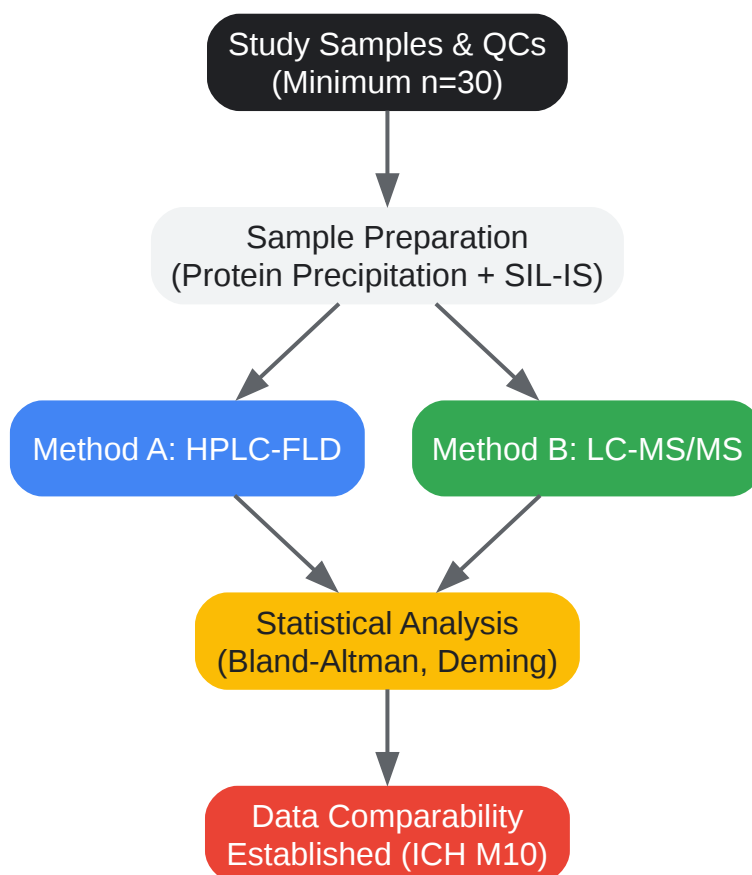 Study Samples & QCs
(Minimum n=30)
Sample Preparation
(Protein Precipitation + SIL-IS)
Method A: HPLC-FLD
Method B: LC-MS/MS
Statistical Analysis
(Bland-Altman, Deming)
Data Comparability
Established (ICH M10)